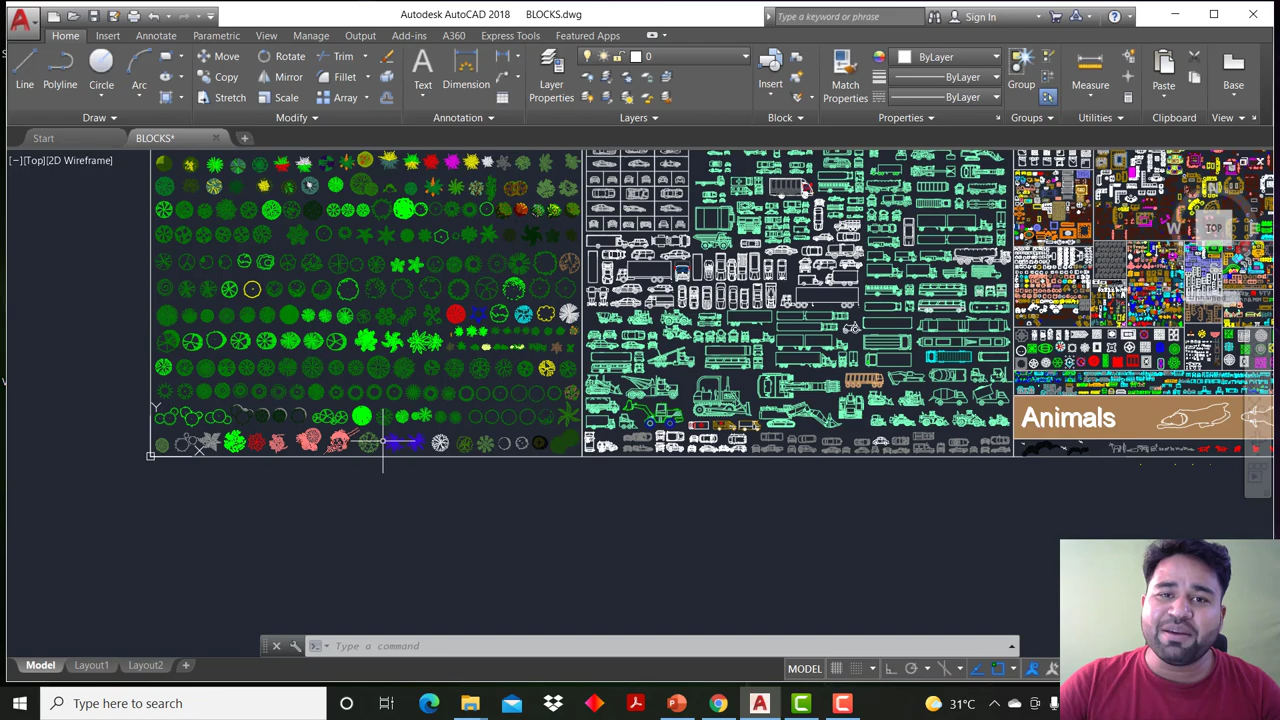 Autodesk AutoCAD 2018 BLOCKS.dwg
Type a keyword or phrase
Sign In
Home Insert Annotate Parametric View Manage Output Add-ins A360 Express Tools Featured Apps
Line Polyline Circle Arc
Move Rotate Trim
Copy Mirror Fillet
Stretch Scale Array
Text Dimension
Layer Properties
0
Insert
Match Properties
ByLayer
ByLayer
ByLayer
Group
Measure
Paste
Base
Draw Modify Annotation Layers Block Properties Groups Utilities Clipboard View
Start BLOCKS*
[−][Top][2D Wireframe]
N
W TOP
Animals
Type a command
Model Layout1 Layout2
MODEL
Type here to search
31°C